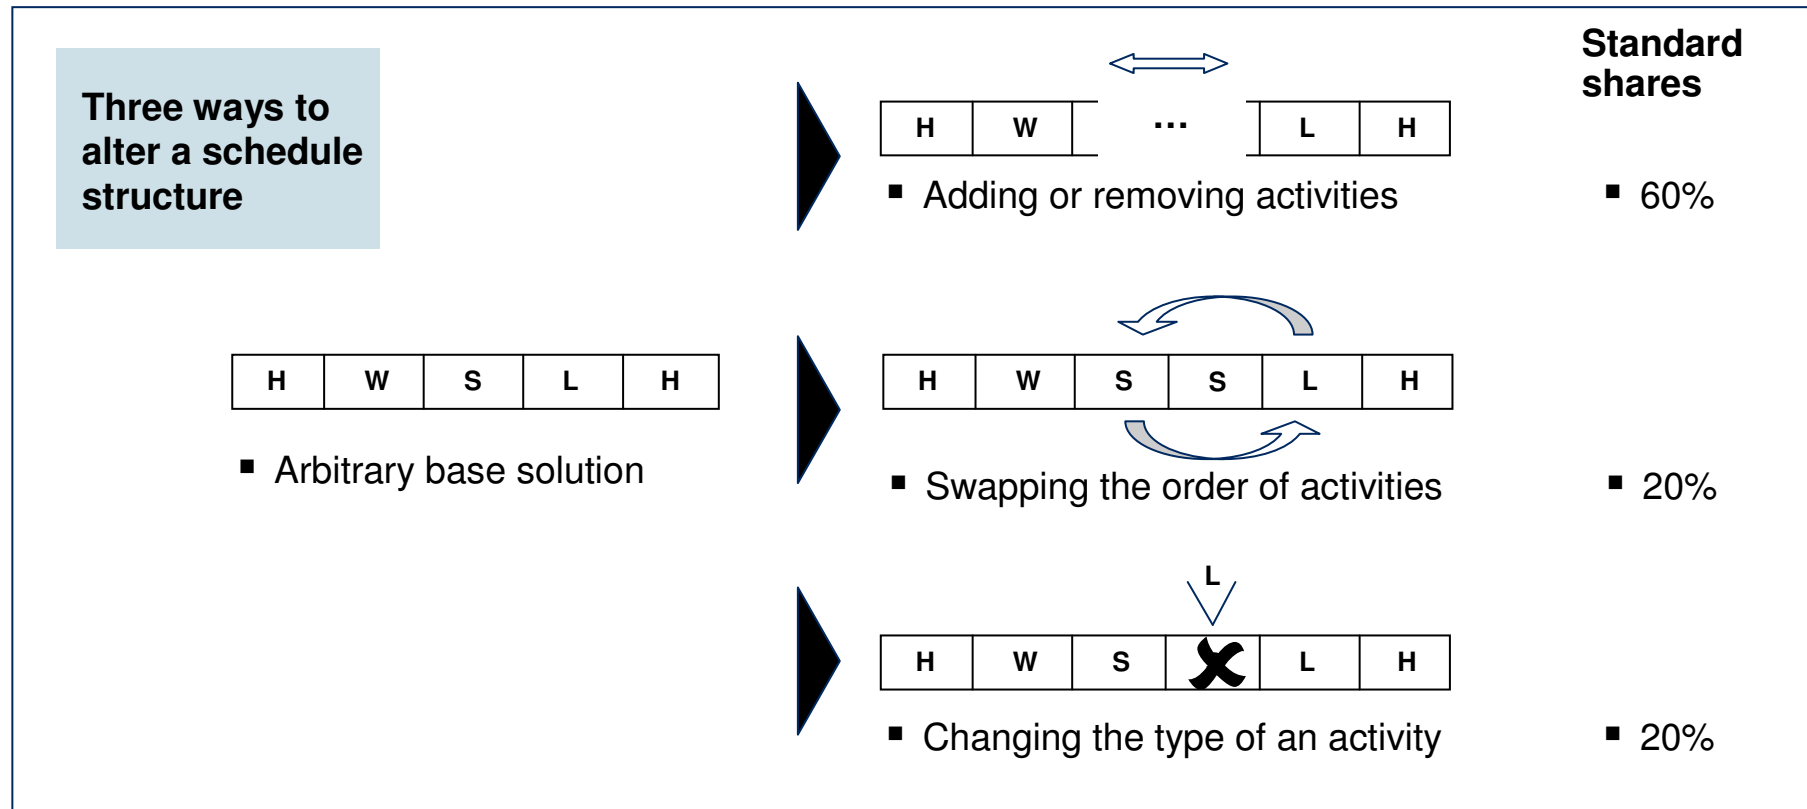 Three ways to
alter a schedule
structure
Standard
shares
H W ... L H
▪ Adding or removing activities ▪ 60%
H W S L H
▪ Arbitrary base solution
H W S S L H
▪ Swapping the order of activities ▪ 20%
L
H W S L H
▪ Changing the type of an activity ▪ 20%